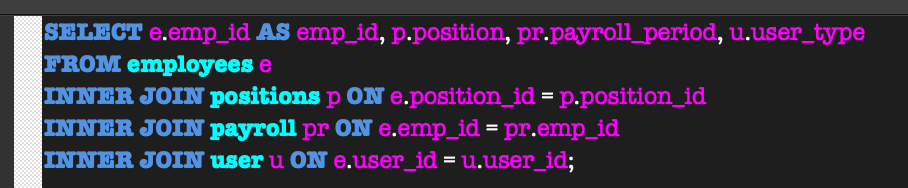 SELECT e.emp_id AS emp_id, p.position, pr.payroll_period, u.user_type
FROM employees e
INNER JOIN positions p ON e.position_id = p.position_id
INNER JOIN payroll pr ON e.emp_id = pr.emp_id
INNER JOIN user u ON e.user_id = u.user_id;